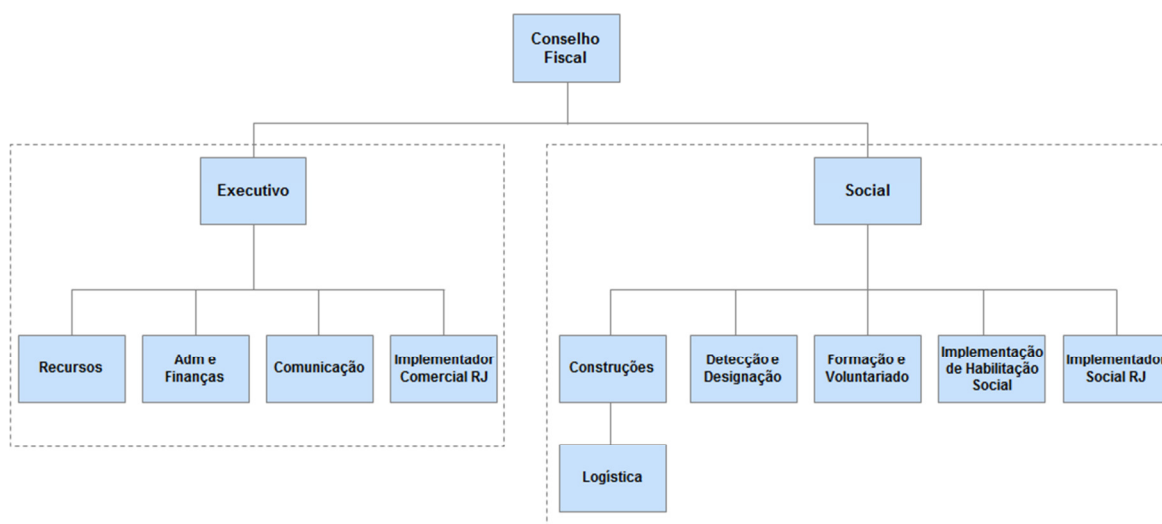 Conselho
Fiscal
Executivo
Social
Recursos
Adm e
Finanças
Comunicação
Implementador
Comercial RJ
Construções
Detecção e
Designação
Formação e
Voluntariado
Implementação
de Habilitação
Social
Implementador
Social RJ
Logística